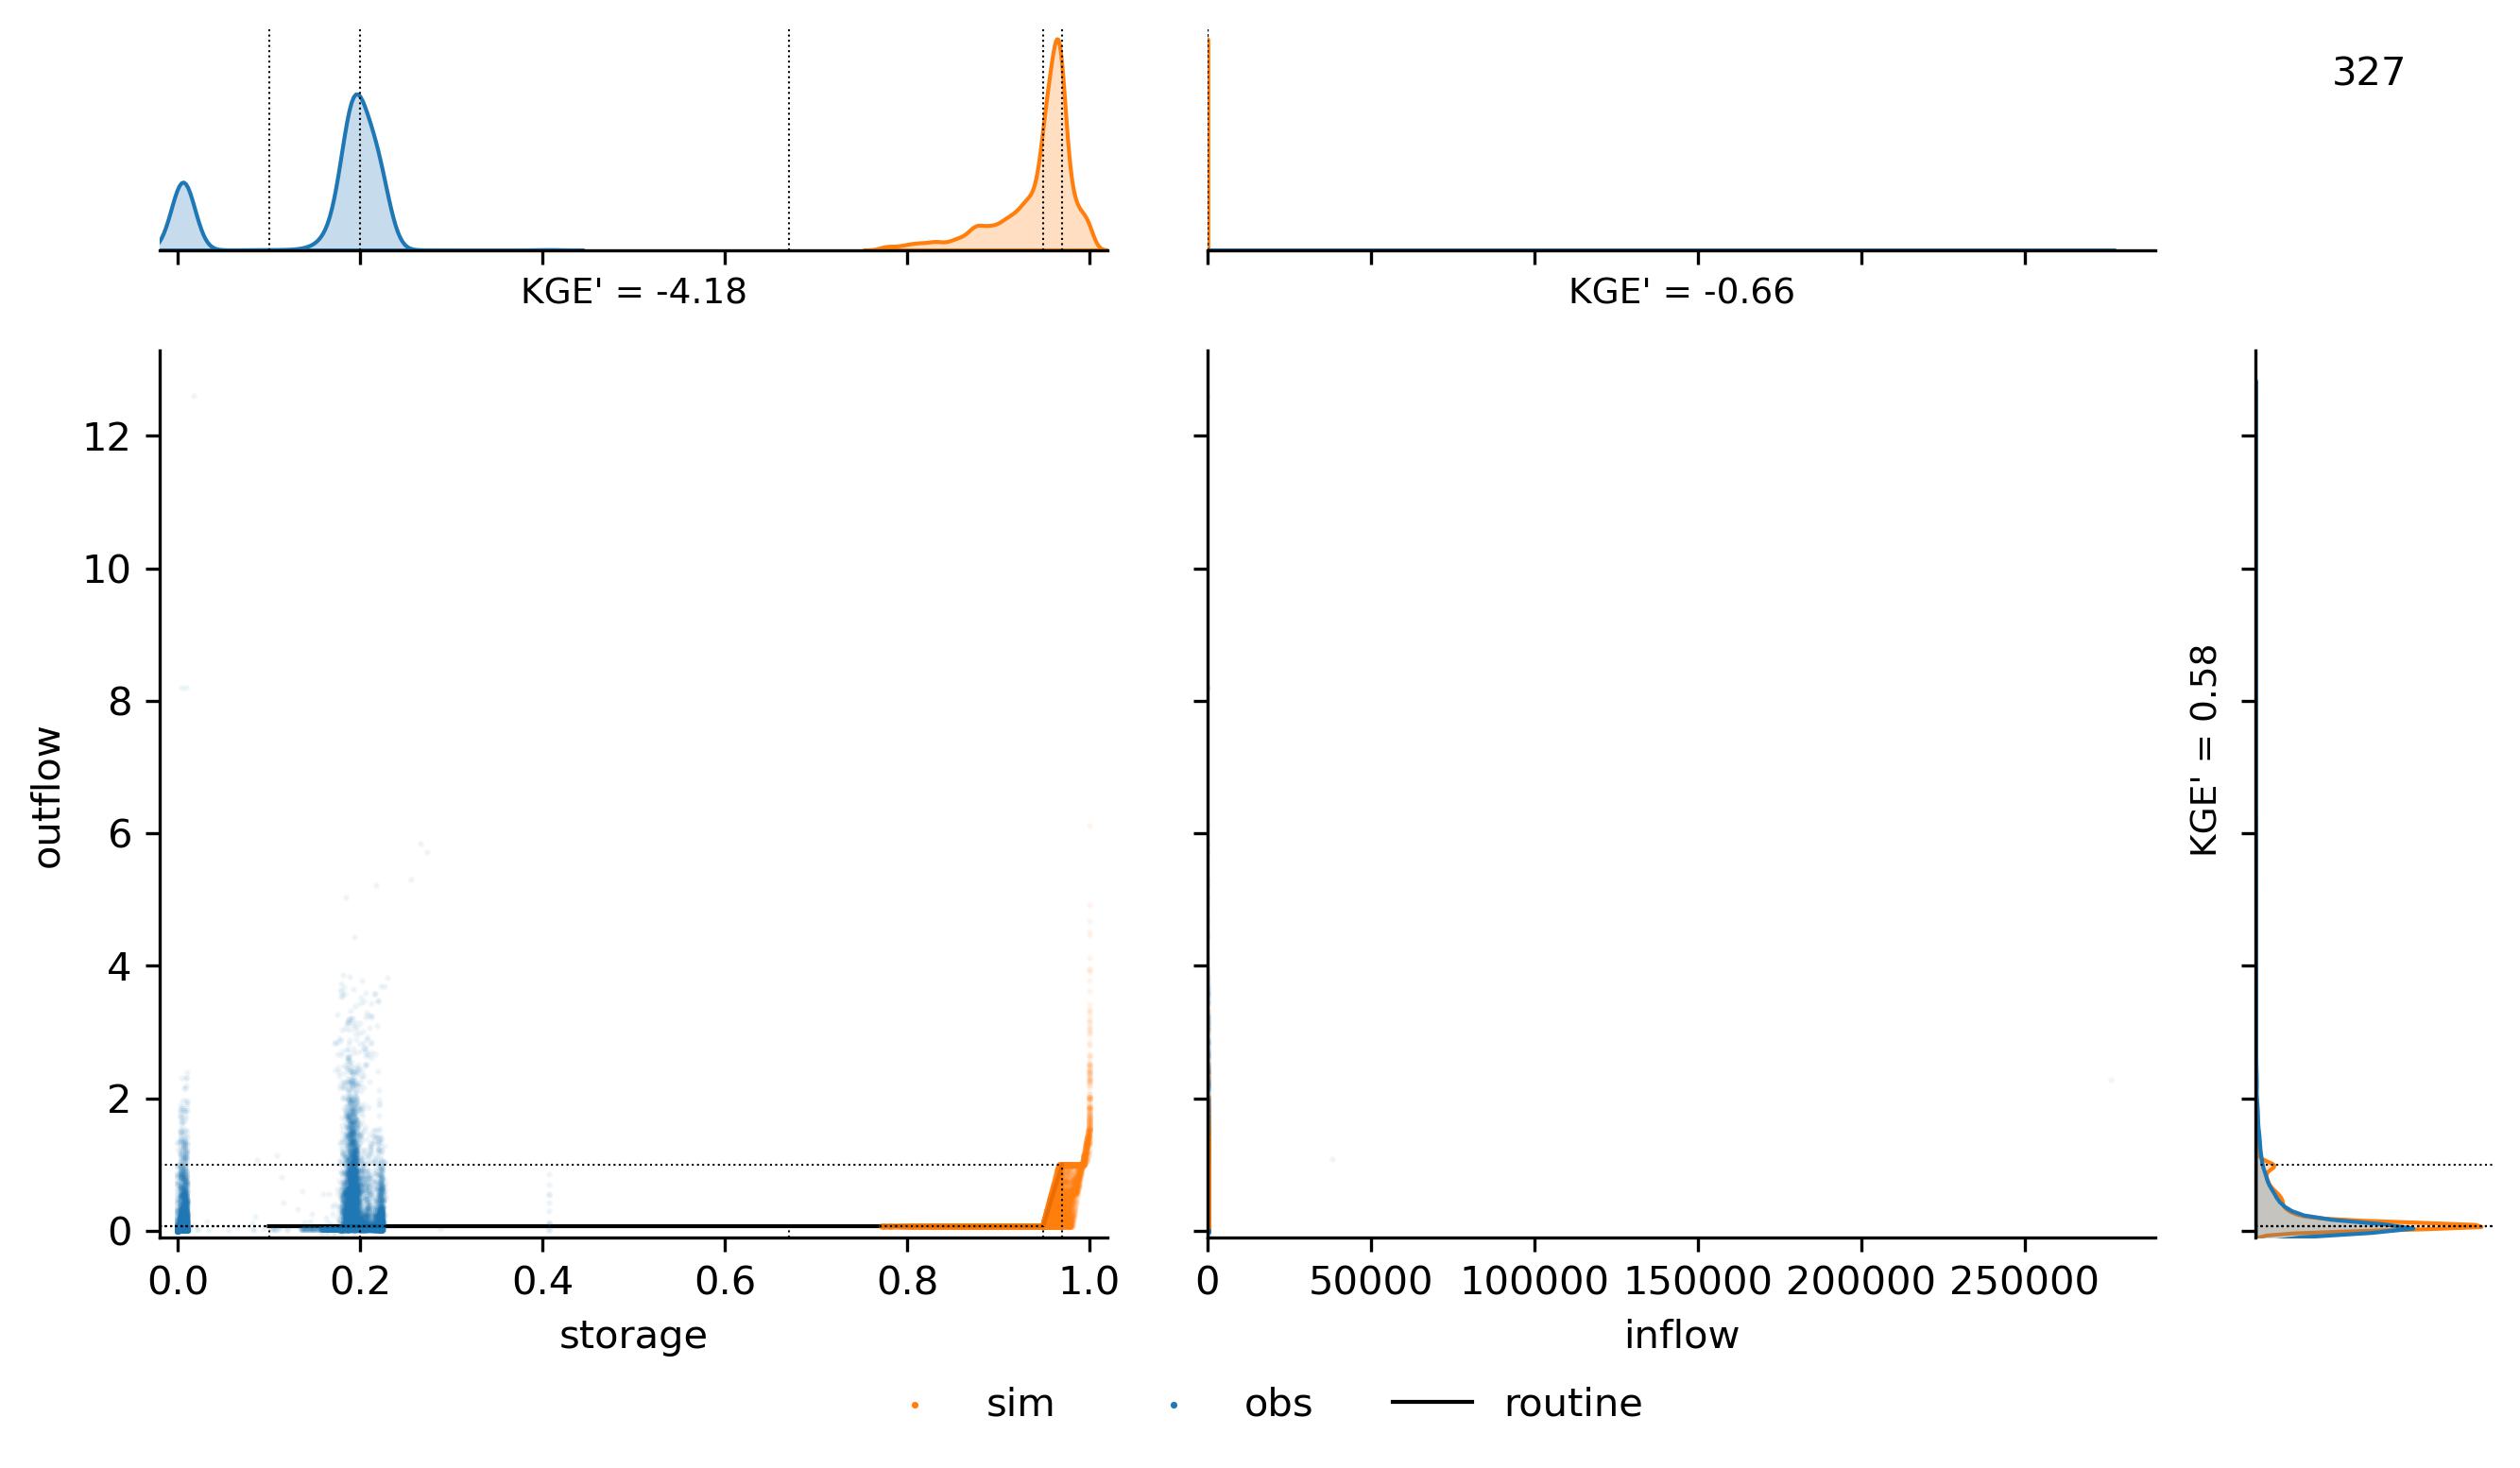 327
KGE' = -4.18
KGE' = -0.66
outflow
12
10
8
6
4
2
0
KGE' = 0.58
0.0 0.2 0.4 0.6 0.8 1.0
0 50000 100000 150000 200000 250000
storage
inflow
sim obs routine